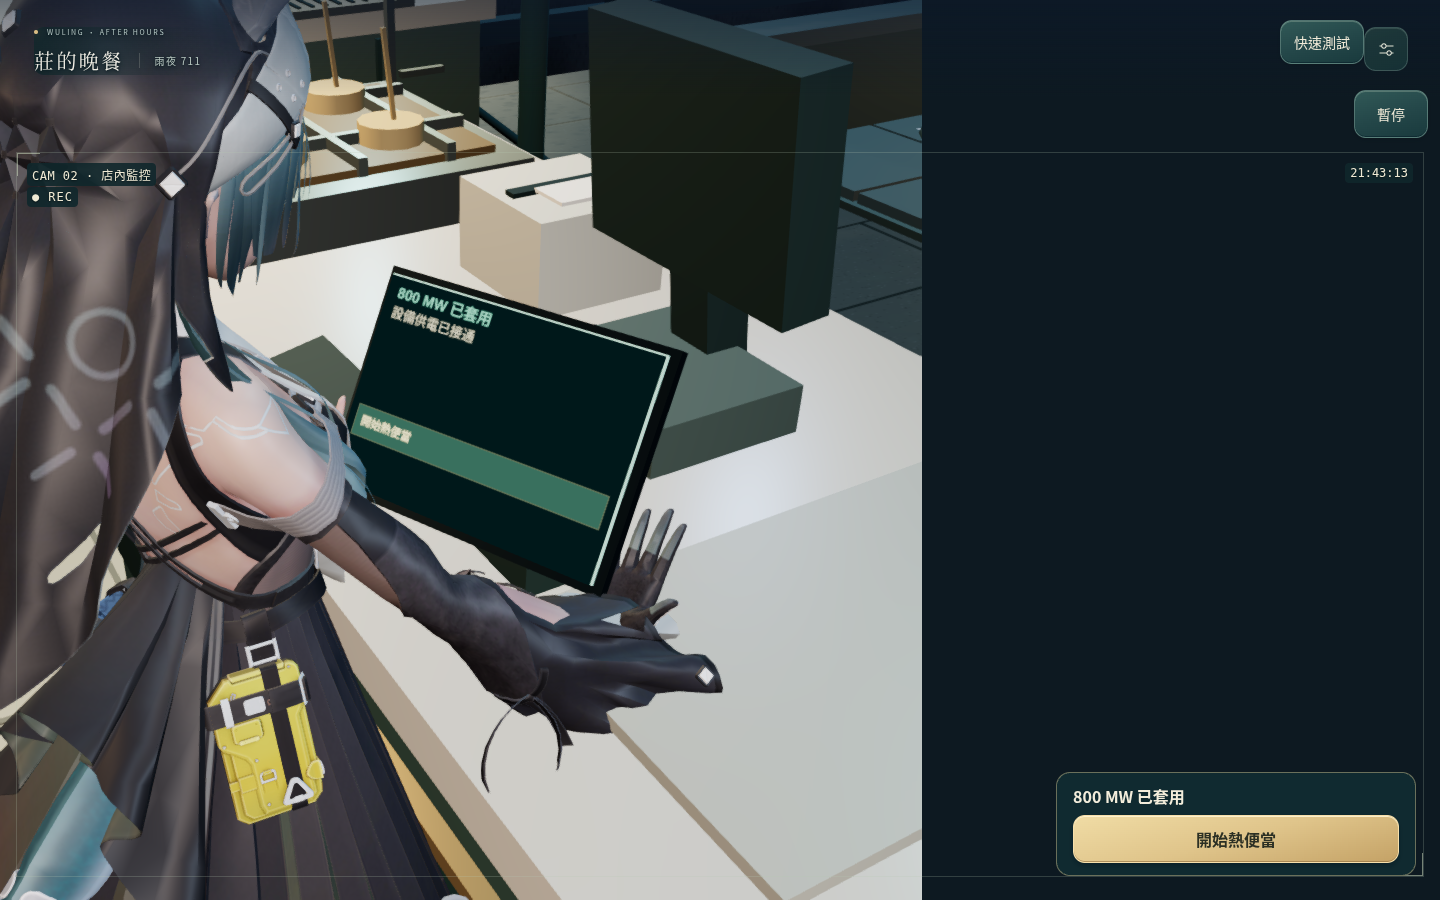 WULING · AFTER HOURS
莊的晚餐
雨夜 711
快速測試
暫停
CAM 02 · 店內監控
● REC
21:43:13
800 MW 已套用
設備供電已接通
開始熱便當
800 MW 已套用
開始熱便當